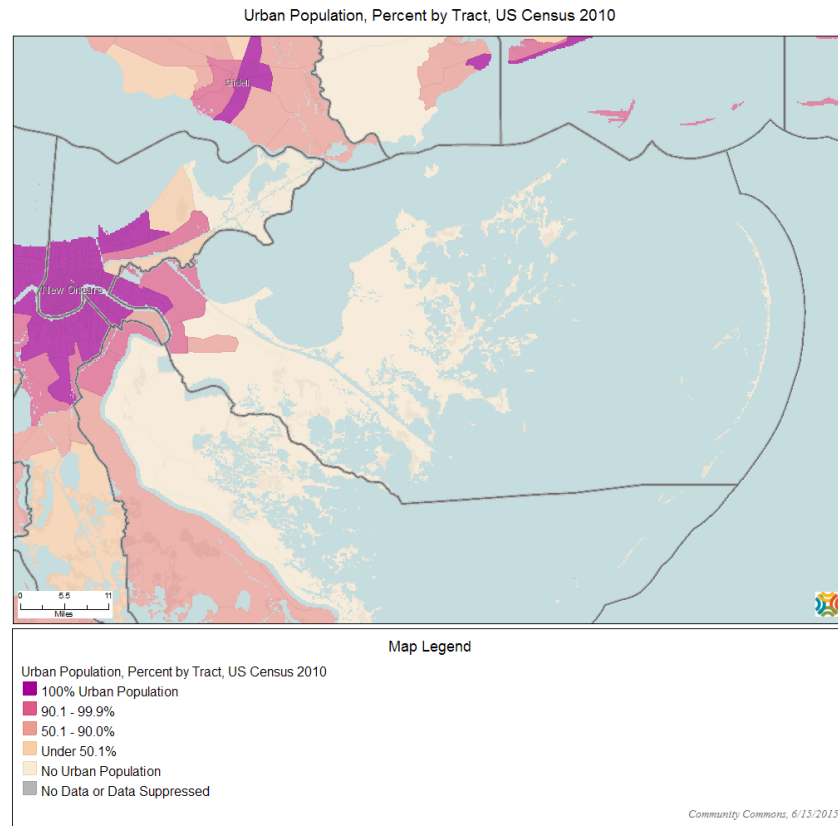 Urban Population, Percent by Tract, US Census 2010
Slidell
New Orleans
0 5.5 11
Miles
Map Legend
Urban Population, Percent by Tract, US Census 2010
100% Urban Population
90.1 - 99.9%
50.1 - 90.0%
Under 50.1%
No Urban Population
No Data or Data Suppressed
Community Commons, 6/15/2015